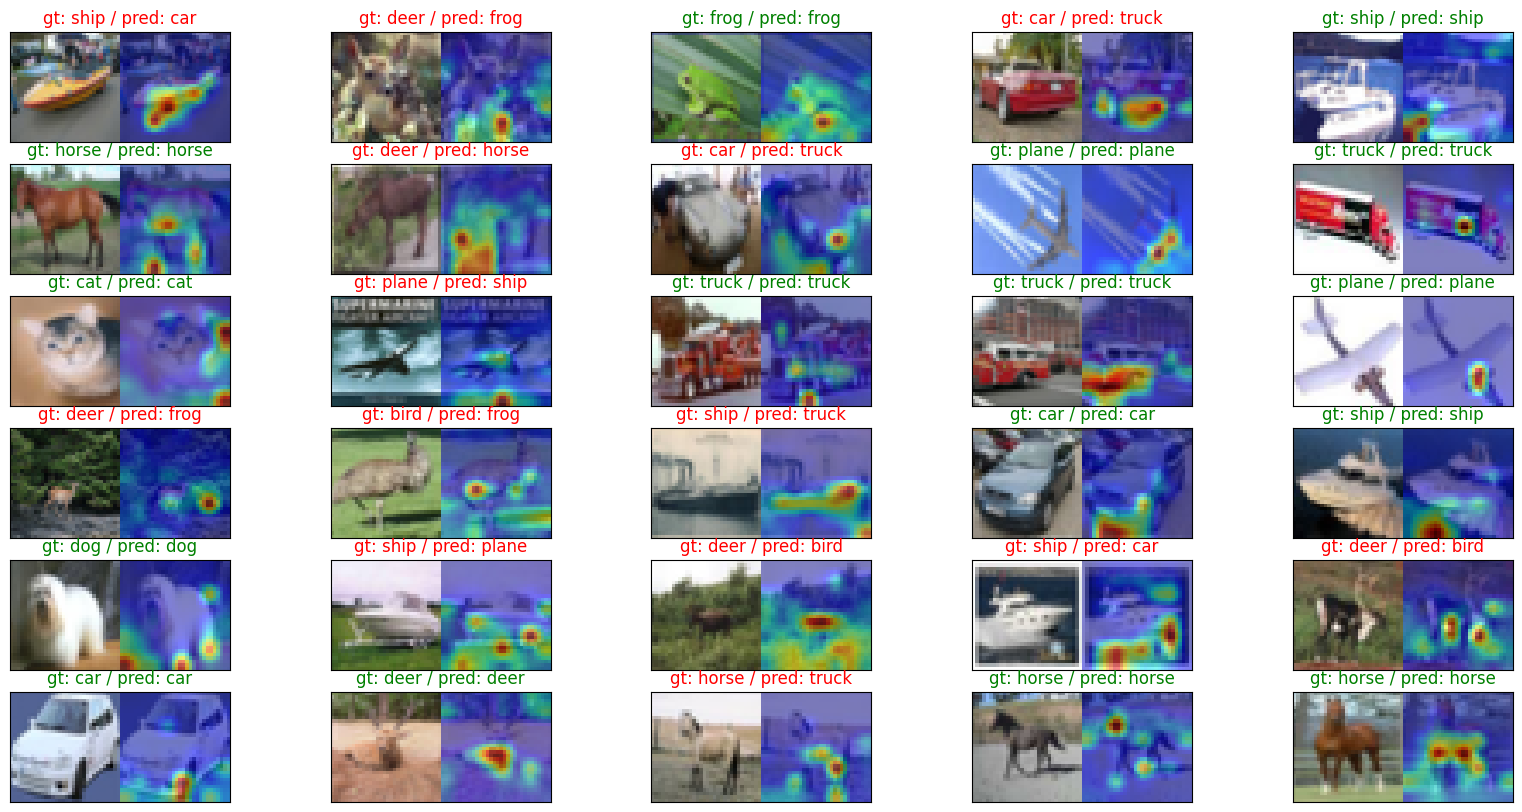 gt: ship / pred: car
gt: deer / pred: frog
gt: frog / pred: frog
gt: car / pred: truck
gt: ship / pred: ship
gt: horse / pred: horse
gt: deer / pred: horse
gt: car / pred: truck
gt: plane / pred: plane
gt: truck / pred: truck
gt: cat / pred: cat
gt: plane / pred: ship
gt: truck / pred: truck
gt: truck / pred: truck
gt: plane / pred: plane
SUPERMARINE
SUPERMARINE
gt: deer / pred: frog
gt: bird / pred: frog
gt: ship / pred: truck
gt: car / pred: car
gt: ship / pred: ship
gt: dog / pred: dog
gt: ship / pred: plane
gt: deer / pred: bird
gt: ship / pred: car
gt: deer / pred: bird
gt: car / pred: car
gt: deer / pred: deer
gt: horse / pred: truck
gt: horse / pred: horse
gt: horse / pred: horse